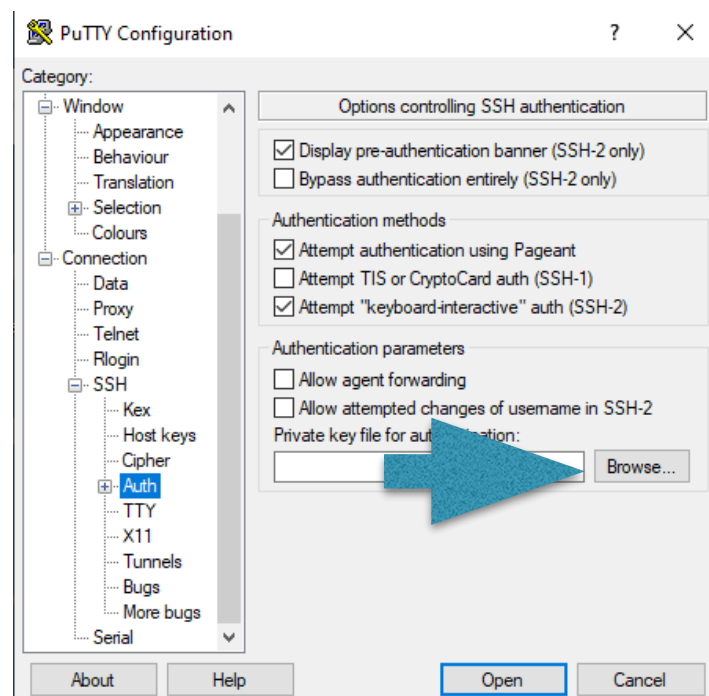 PuTTY Configuration ? ×
Category:
Window
Appearance
Behaviour
Translation
Selection
Colours
Connection
Data
Proxy
Telnet
Rlogin
SSH
Kex
Host keys
Cipher
Auth
TTY
X11
Tunnels
Bugs
More bugs
Serial
Options controlling SSH authentication
Display pre-authentication banner (SSH-2 only)
Bypass authentication entirely (SSH-2 only)
Authentication methods
Attempt authentication using Pageant
Attempt TIS or CryptoCard auth (SSH-1)
Attempt "keyboard-interactive" auth (SSH-2)
Authentication parameters
Allow agent forwarding
Allow attempted changes of username in SSH-2
Private key file for authentication:
Browse...
About Help Open Cancel